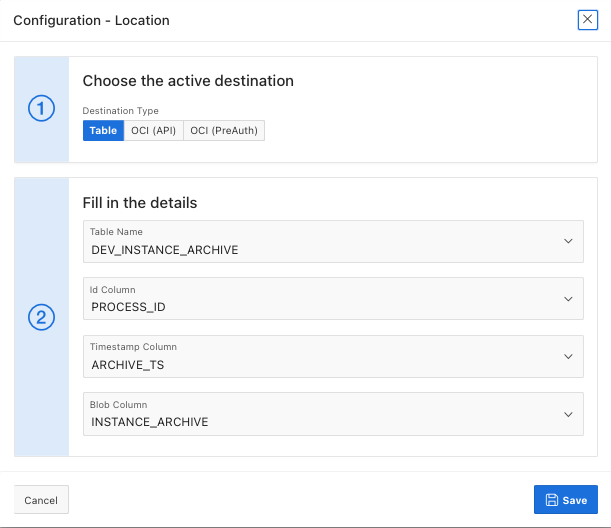 Configuration - Location
1
Choose the active destination
Destination Type
Table OCI (API) OCI (PreAuth)
2
Fill in the details
Table Name
DEV_INSTANCE_ARCHIVE
Id Column
PROCESS_ID
Timestamp Column
ARCHIVE_TS
Blob Column
INSTANCE_ARCHIVE
Cancel Save